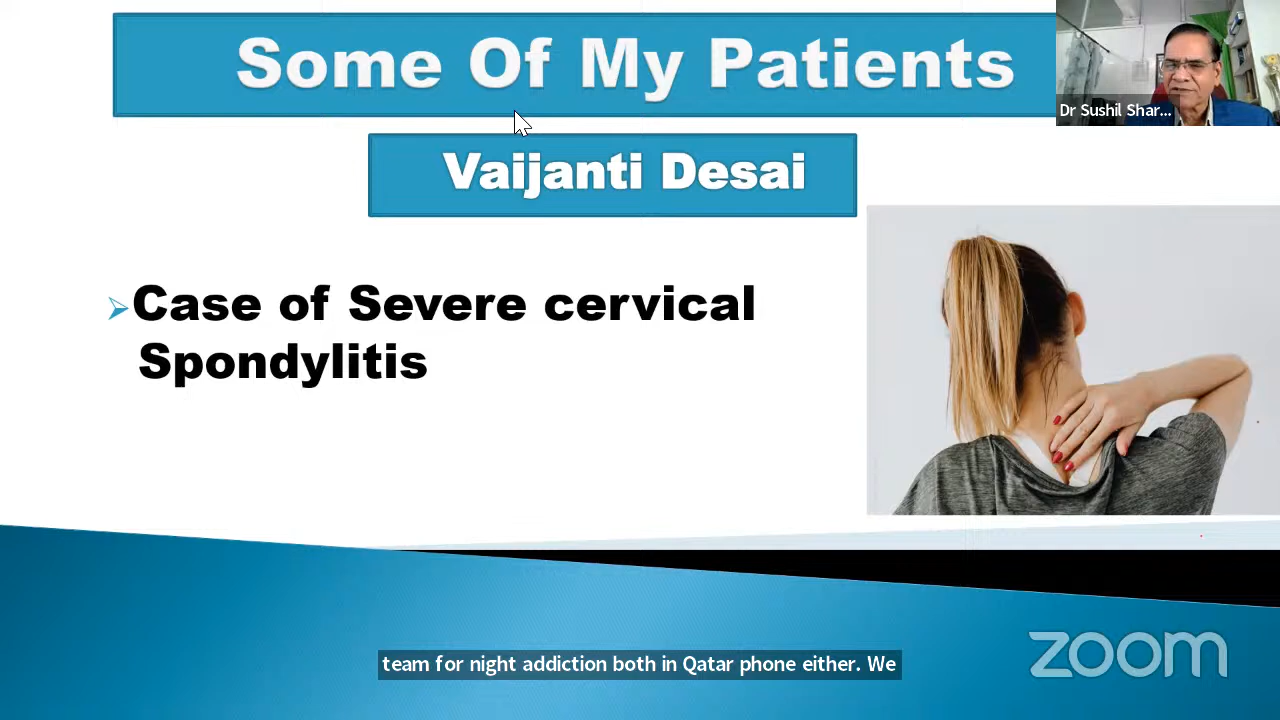 Some Of My Patients
Dr Sushil Shar...
Vaijanti Desai
Case of Severe cervical
Spondylitis
team for night addiction both in Qatar phone either. We
zoom